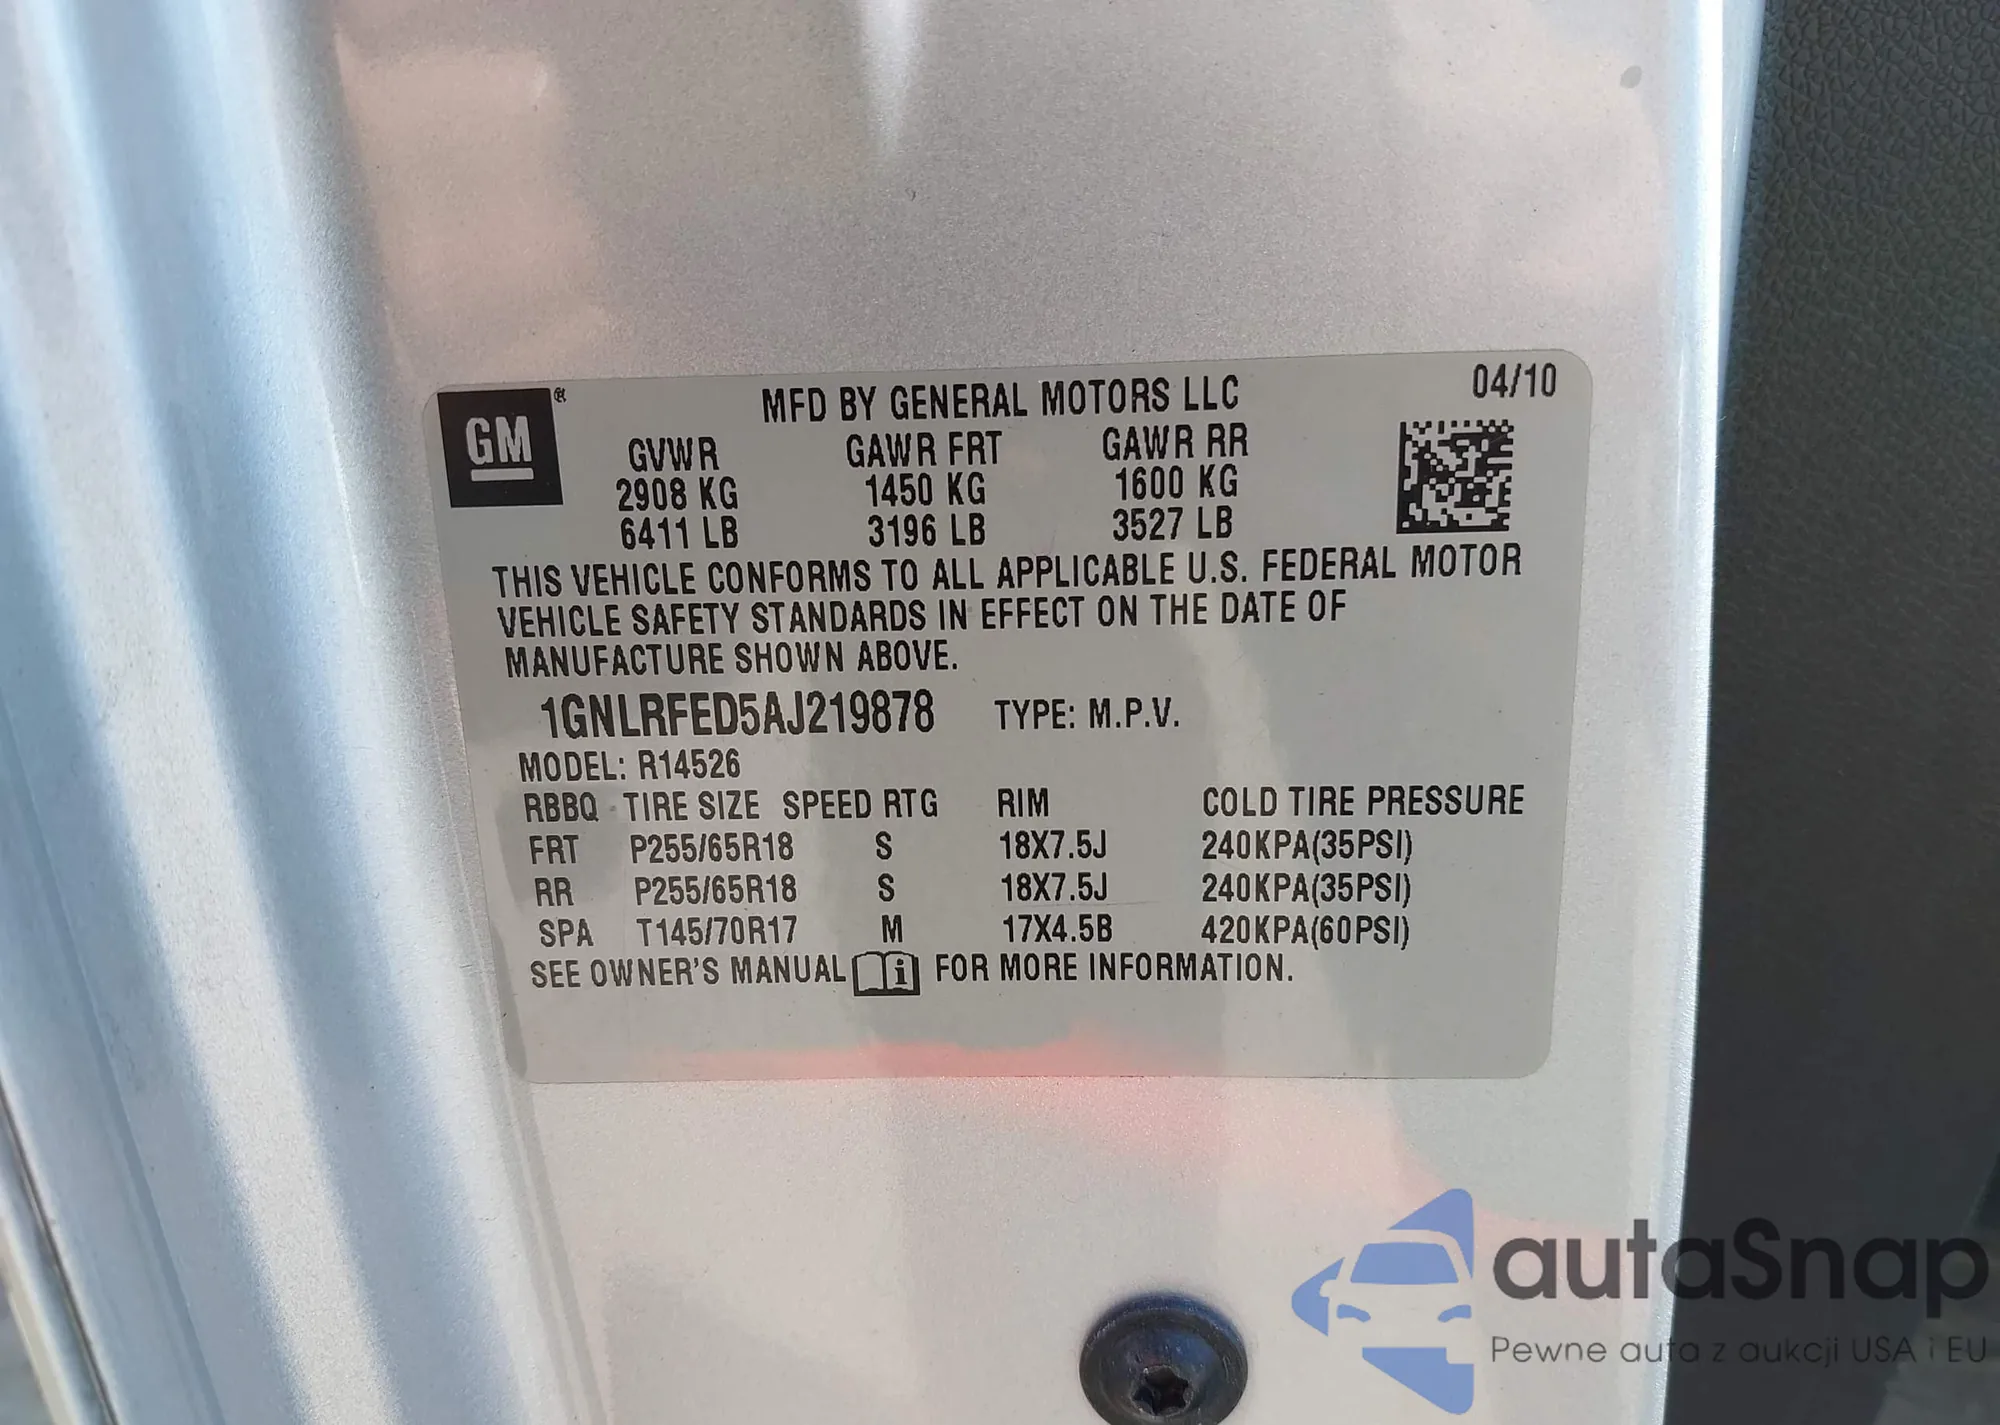 GM®
MFD BY GENERAL MOTORS LLC
04/10
GVWR GAWR FRT GAWR RR
2908 KG 1450 KG 1600 KG
6411 LB 3196 LB 3527 LB
THIS VEHICLE CONFORMS TO ALL APPLICABLE U.S. FEDERAL MOTOR
VEHICLE SAFETY STANDARDS IN EFFECT ON THE DATE OF
MANUFACTURE SHOWN ABOVE.
1GNLRFED5AJ219878 TYPE: M.P.V.
MODEL: R14526
RBBQ TIRE SIZE SPEED RTG RIM COLD TIRE PRESSURE
FRT P255/65R18 S 18X7.5J 240KPA(35PSI)
RR P255/65R18 S 18X7.5J 240KPA(35PSI)
SPA T145/70R17 M 17X4.5B 420KPA(60PSI)
SEE OWNER'S MANUAL i FOR MORE INFORMATION.
autaSnap
Pewne auta z aukcji USA i EU